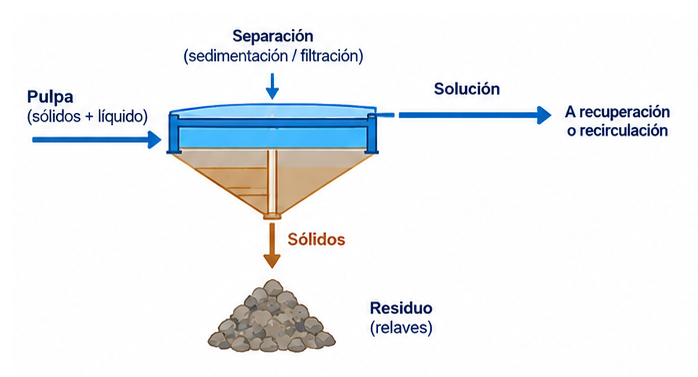 Separación
(sedimentación / filtración)
Pulpa
(sólidos + líquido)
Solución
A recuperación
o recirculación
Sólidos
Residuo
(relaves)